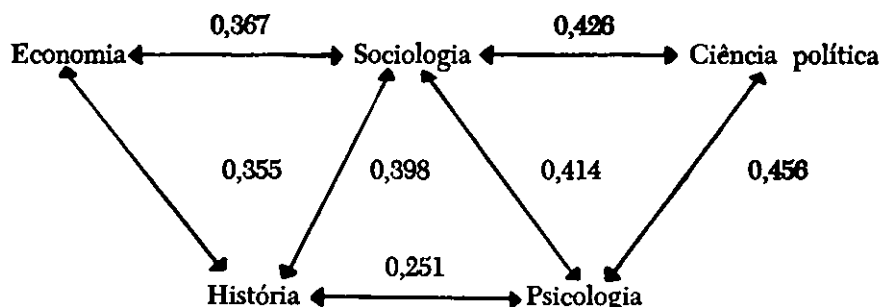 0,367 0,426
Economia Sociologia Ciência política
0,355 0,398 0,414 0,456
0,251
História Psicologia